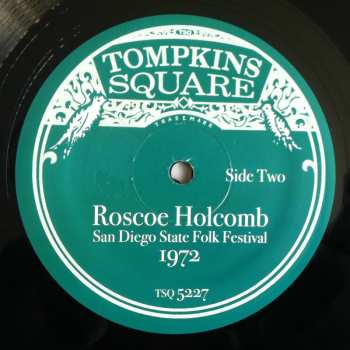 TOMPKINS
SQUARE
TRADEMARK
Side Two
Roscoe Holcomb
San Diego State Folk Festival
1972
TSQ 5227